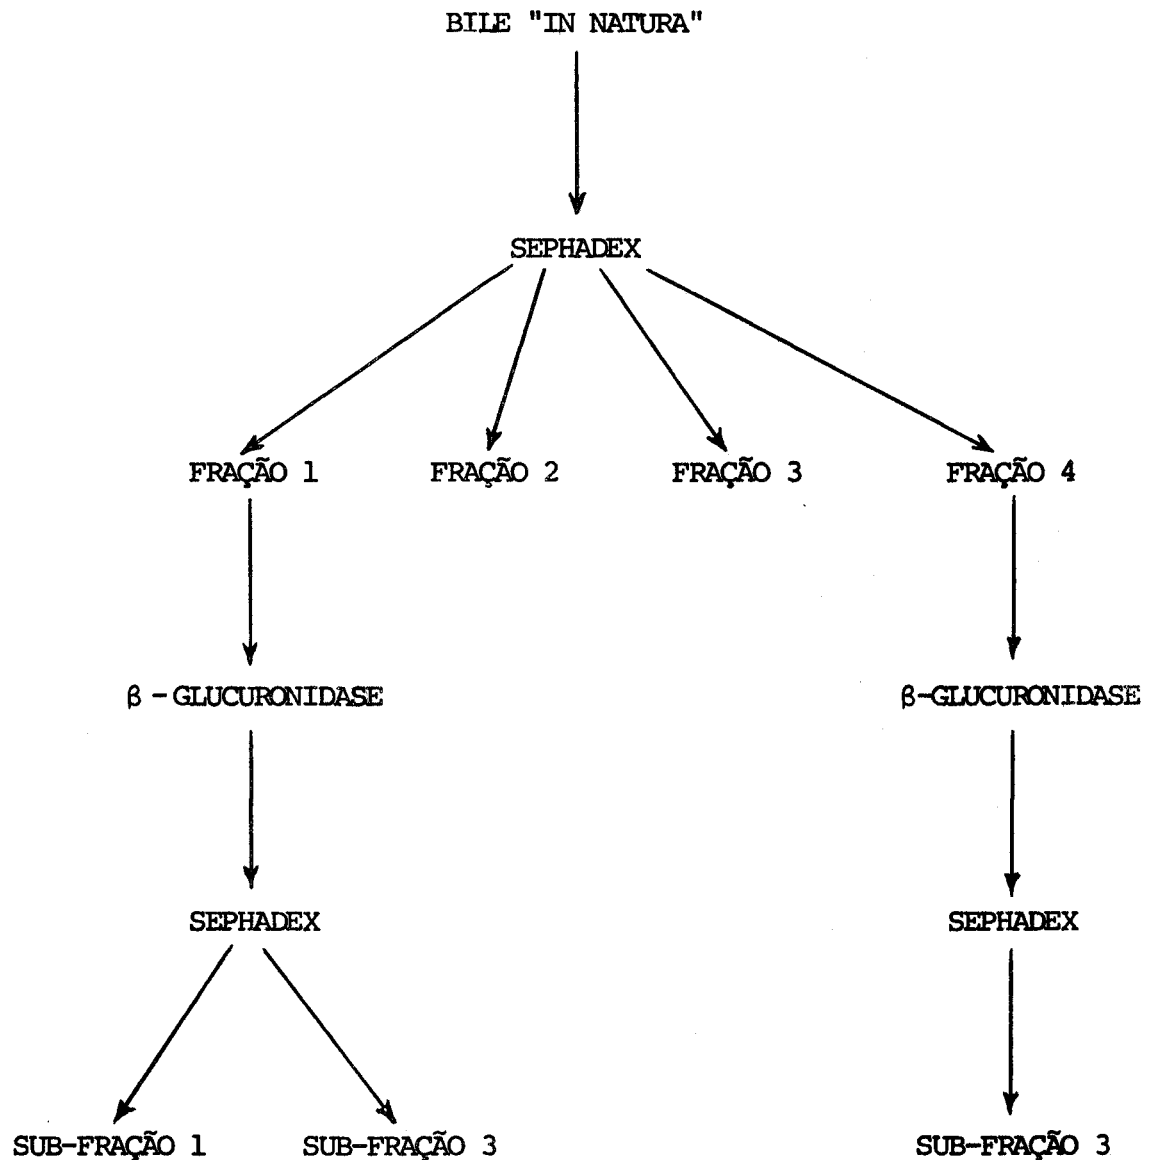 BILE "IN NATURA"
SEPHADEX
FRAÇÃO 1 FRAÇÃO 2 FRAÇÃO 3 FRAÇÃO 4
β - GLUCURONIDASE β-GLUCURONIDASE
SEPHADEX SEPHADEX
SUB-FRAÇÃO 1 SUB-FRAÇÃO 3 SUB-FRAÇÃO 3